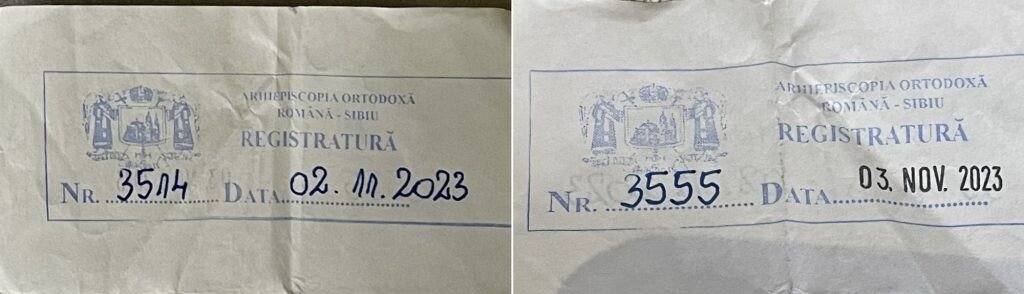 ARHIEPISCOPIA ORTODOXĂ
ROMÂNĂ - SIBIU
REGISTRATURĂ
NR. 3514 DATA 02.11.2023
ARHIEPISCOPIA ORTODOXĂ
ROMÂNĂ - SIBIU
REGISTRATURĂ
NR. 3555 DATA 03. NOV. 2023